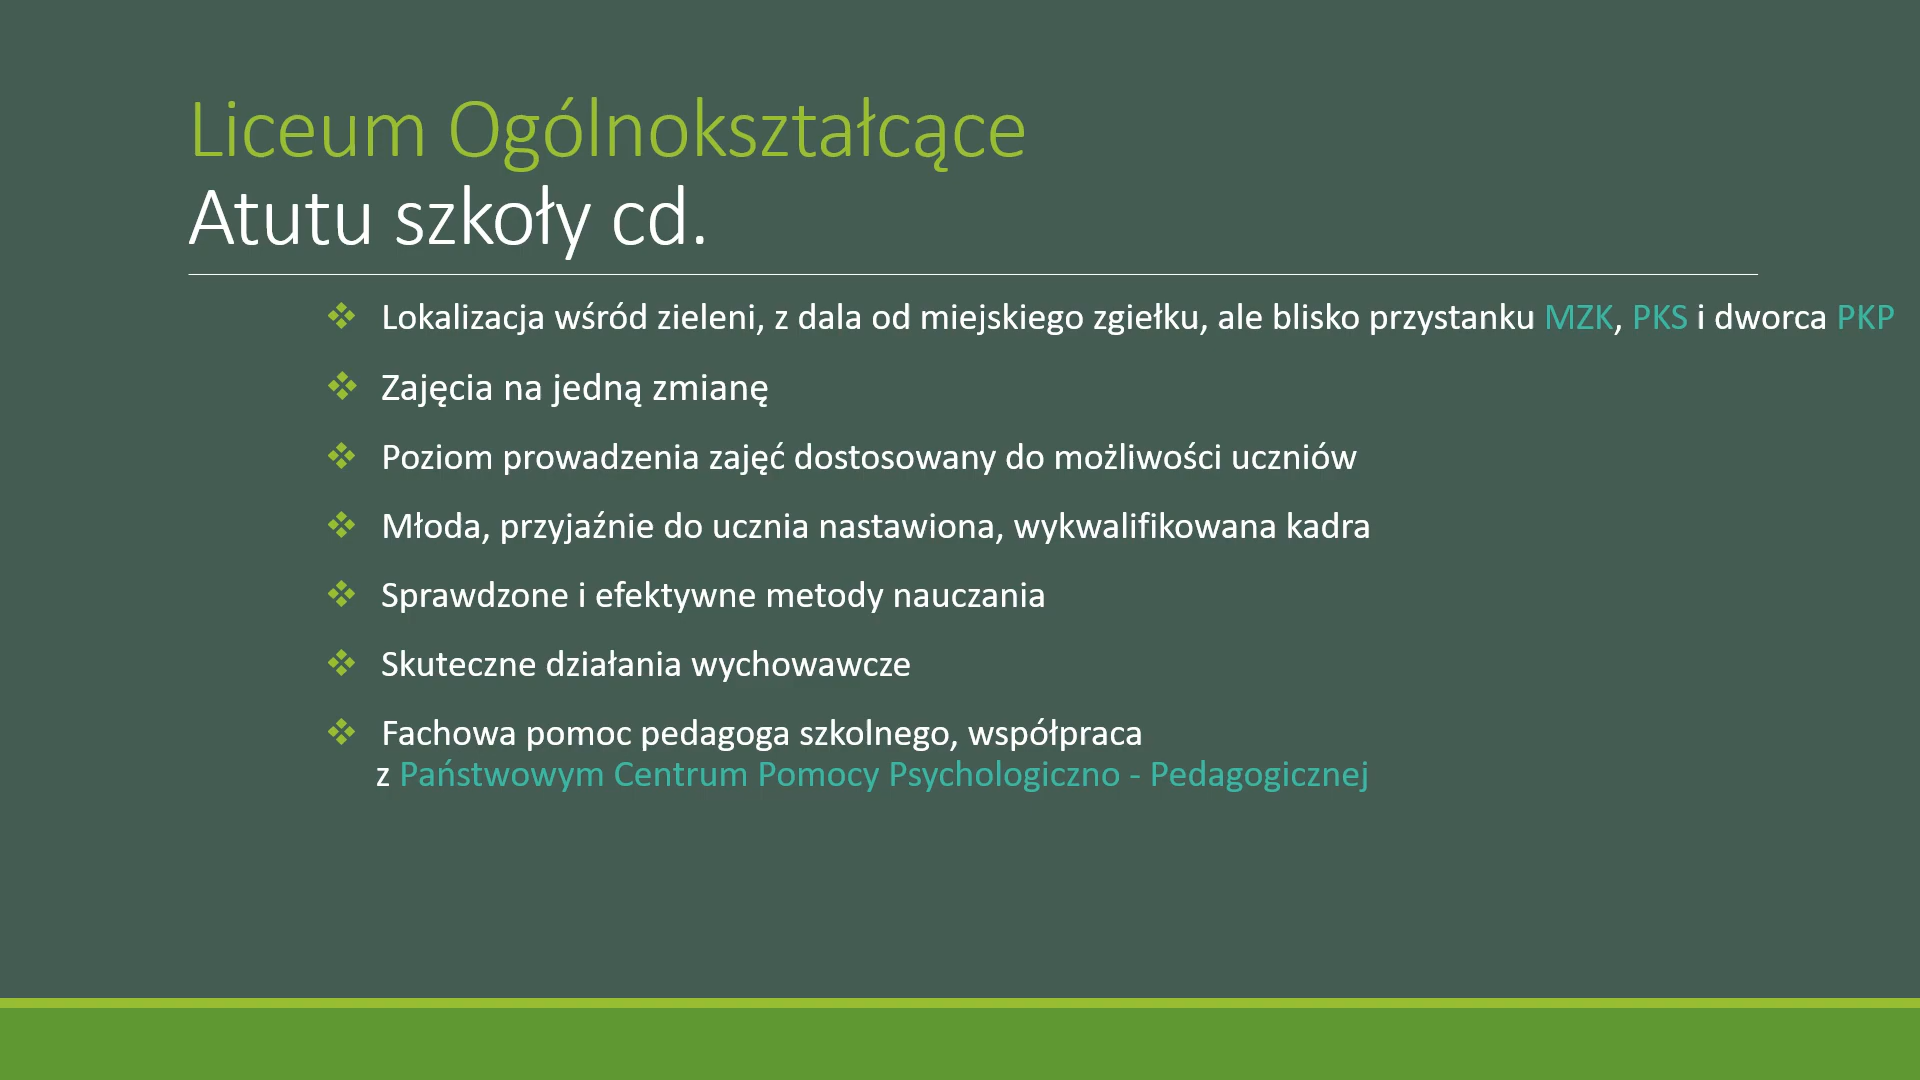 Liceum Ogólnokształcące
Atutu szkoły cd.
Lokalizacja wśród zieleni, z dala od miejskiego zgiełku, ale blisko przystanku MZK, PKS i dworca PKP
Zajęcia na jedną zmianę
Poziom prowadzenia zajęć dostosowany do możliwości uczniów
Młoda, przyjaźnie do ucznia nastawiona, wykwalifikowana kadra
Sprawdzone i efektywne metody nauczania
Skuteczne działania wychowawcze
Fachowa pomoc pedagoga szkolnego, współpraca
z Państwowym Centrum Pomocy Psychologiczno - Pedagogicznej